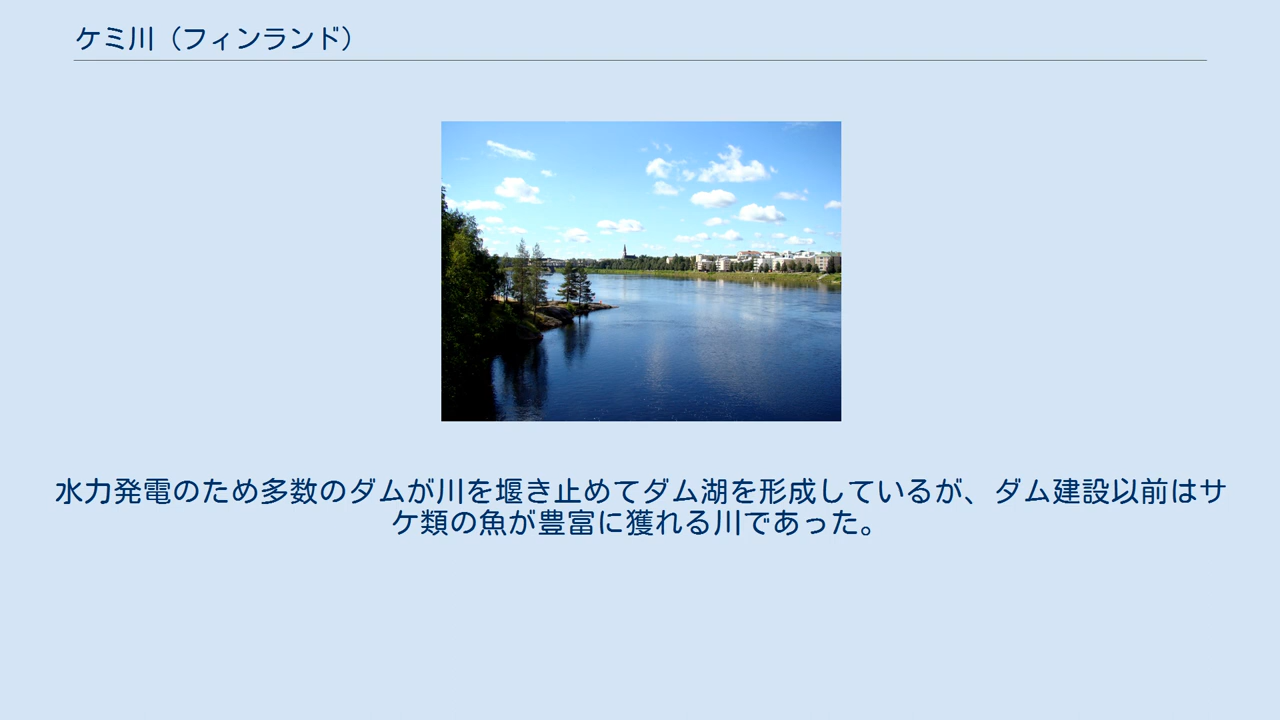 ケミ川（フィンランド）
水力発電のため多数のダムが川を堰き止めてダム湖を形成しているが、ダム建設以前はサ
ケ類の魚が豊富に獲れる川であった。